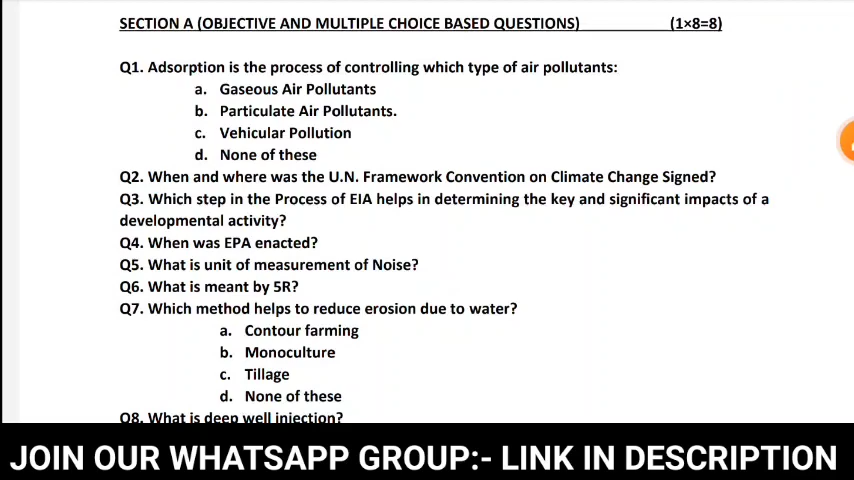 SECTION A (OBJECTIVE AND MULTIPLE CHOICE BASED QUESTIONS) (1×8=8)
Q1. Adsorption is the process of controlling which type of air pollutants:
a. Gaseous Air Pollutants
b. Particulate Air Pollutants.
c. Vehicular Pollution
d. None of these
Q2. When and where was the U.N. Framework Convention on Climate Change Signed?
Q3. Which step in the Process of EIA helps in determining the key and significant impacts of a
developmental activity?
Q4. When was EPA enacted?
Q5. What is unit of measurement of Noise?
Q6. What is meant by 5R?
Q7. Which method helps to reduce erosion due to water?
a. Contour farming
b. Monoculture
c. Tillage
d. None of these
Q8. What is deep well injection?
JOIN OUR WHATSAPP GROUP:- LINK IN DESCRIPTION